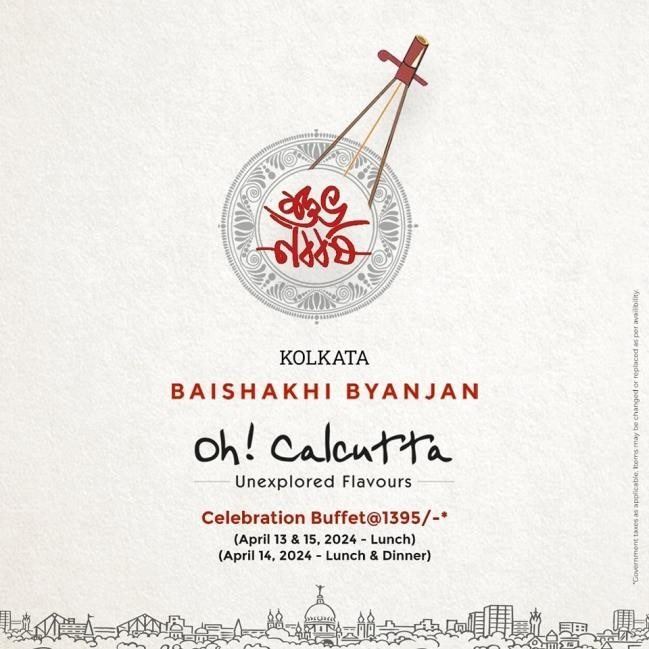 শুভ
নববর্ষ
KOLKATA
BAISHAKHI BYANJAN
Oh! Calcutta
Unexplored Flavours
Celebration Buffet@1395/-*
(April 13 & 15, 2024 - Lunch)
(April 14, 2024 - Lunch & Dinner)
*Government taxes as applicable. Items may be changed or replaced as per availibility.